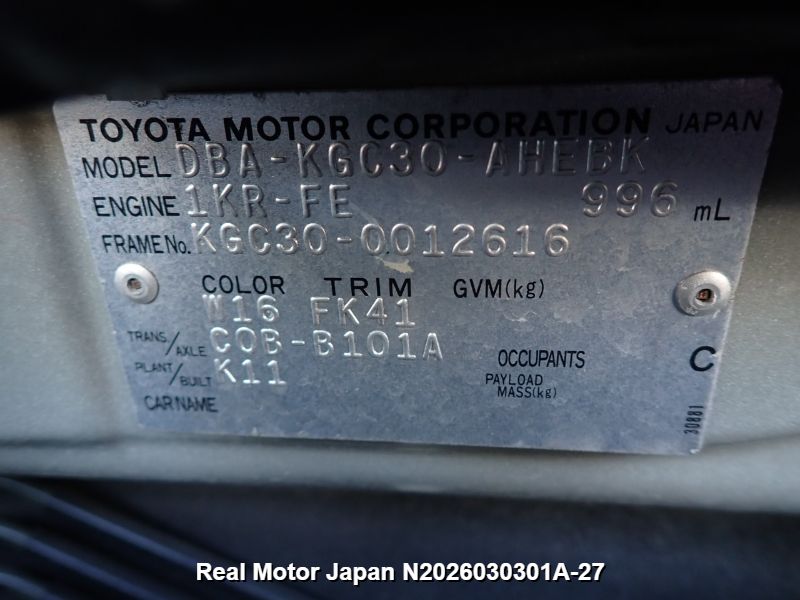 TOYOTA MOTOR CORPORATION JAPAN
MODEL DBA-KGC30-AHEBK
ENGINE 1KR-FE 996 mL
FRAME No. KGC30-0012616
COLOR TRIM GVM(kg)
W16 FK41
TRANS./AXLE C0B-B101A
OCCUPANTS C
PLANT/BUILT K11
PAYLOAD MASS(kg)
CAR NAME
30881
Real Motor Japan N2026030301A-27